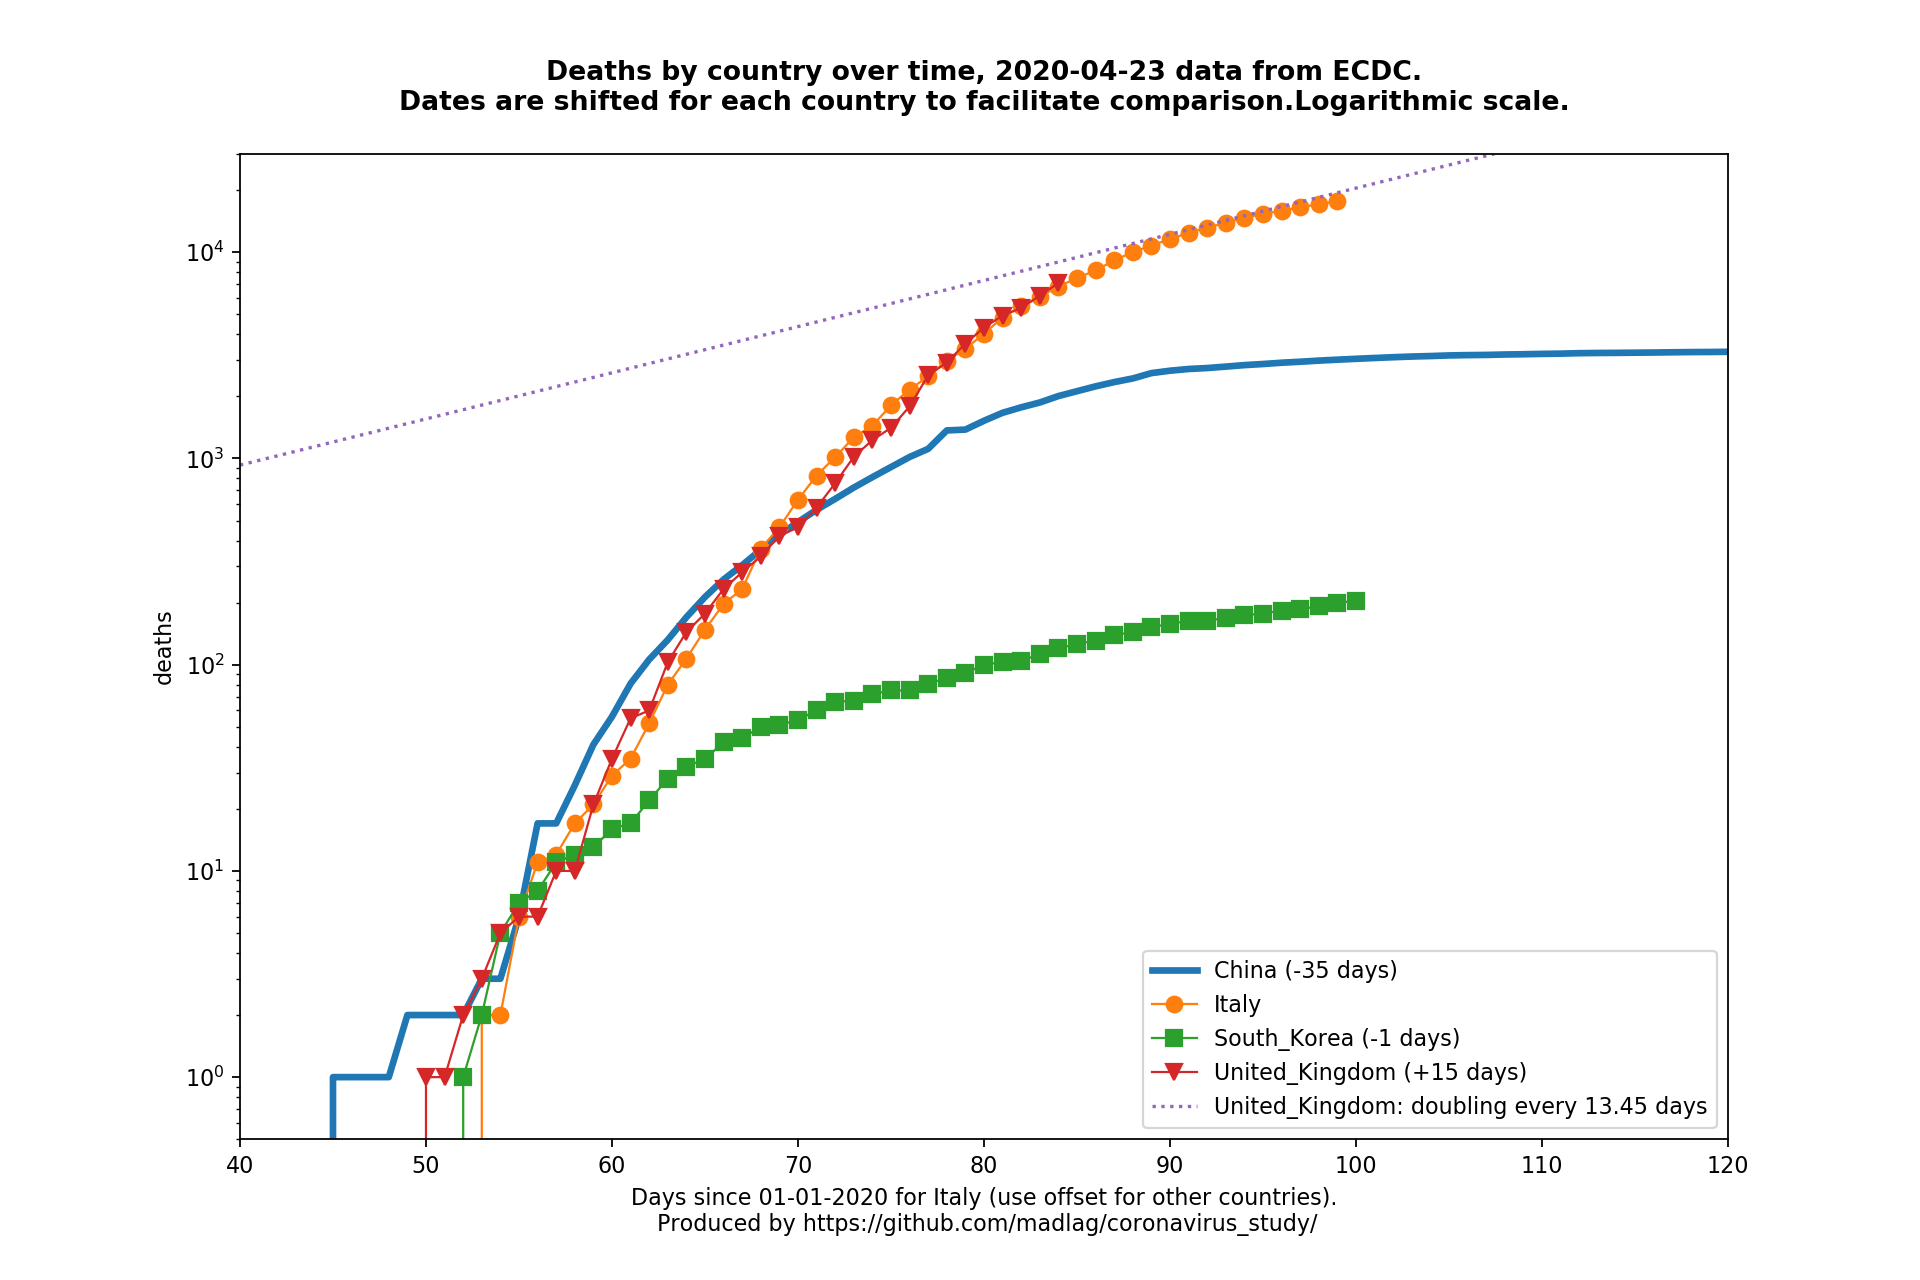 Deaths by country over time, 2020-04-23 data from ECDC.
Dates are shifted for each country to facilitate comparison.Logarithmic scale.
10^4
10^3
10^2
10^1
10^0
deaths
China (-35 days)
Italy
South_Korea (-1 days)
United_Kingdom (+15 days)
United_Kingdom: doubling every 13.45 days
40 50 60 70 80 90 100 110 120
Days since 01-01-2020 for Italy (use offset for other countries).
Produced by https://github.com/madlag/coronavirus_study/